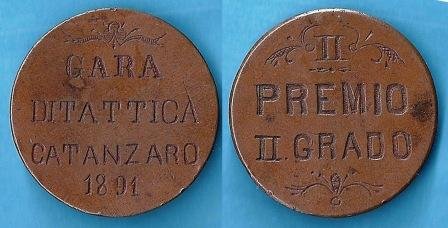 GARA
DITATTICA
CATANZARO
1891
II
PREMIO
II. GRADO